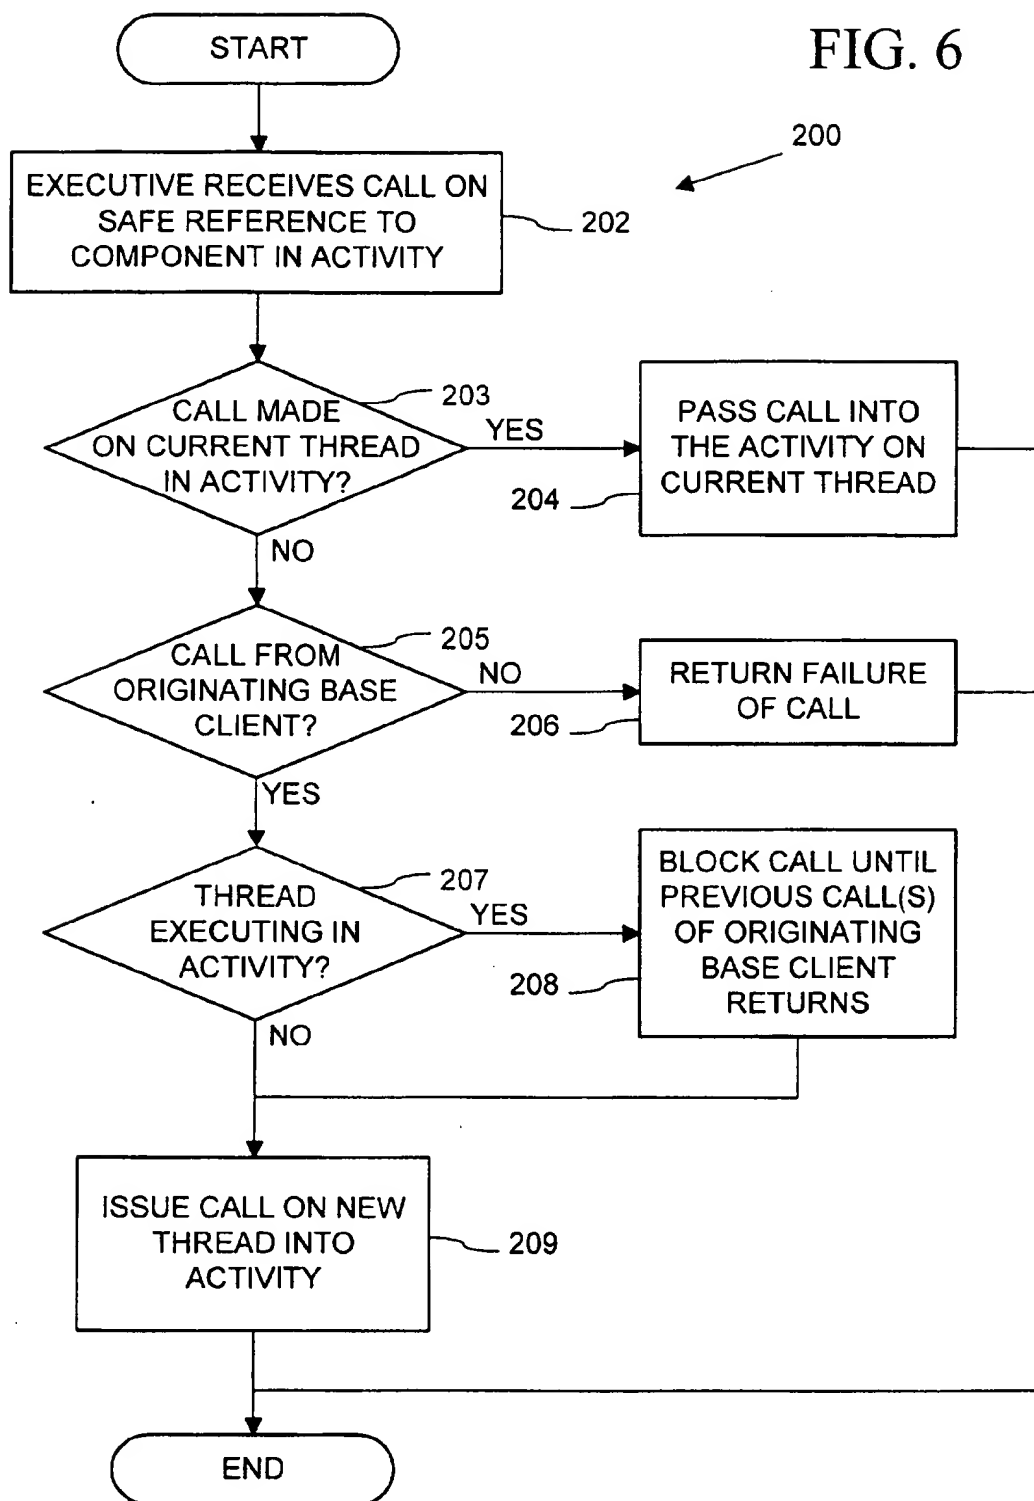 START
FIG. 6
200
EXECUTIVE RECEIVES CALL ON
SAFE REFERENCE TO
COMPONENT IN ACTIVITY
202
CALL MADE
ON CURRENT THREAD
IN ACTIVITY?
203
YES
PASS CALL INTO
THE ACTIVITY ON
CURRENT THREAD
204
NO
CALL FROM
ORIGINATING BASE
CLIENT?
205
NO
RETURN FAILURE
OF CALL
206
YES
THREAD
EXECUTING IN
ACTIVITY?
207
YES
BLOCK CALL UNTIL
PREVIOUS CALL(S)
OF ORIGINATING
BASE CLIENT
RETURNS
208
NO
ISSUE CALL ON NEW
THREAD INTO
ACTIVITY
209
END